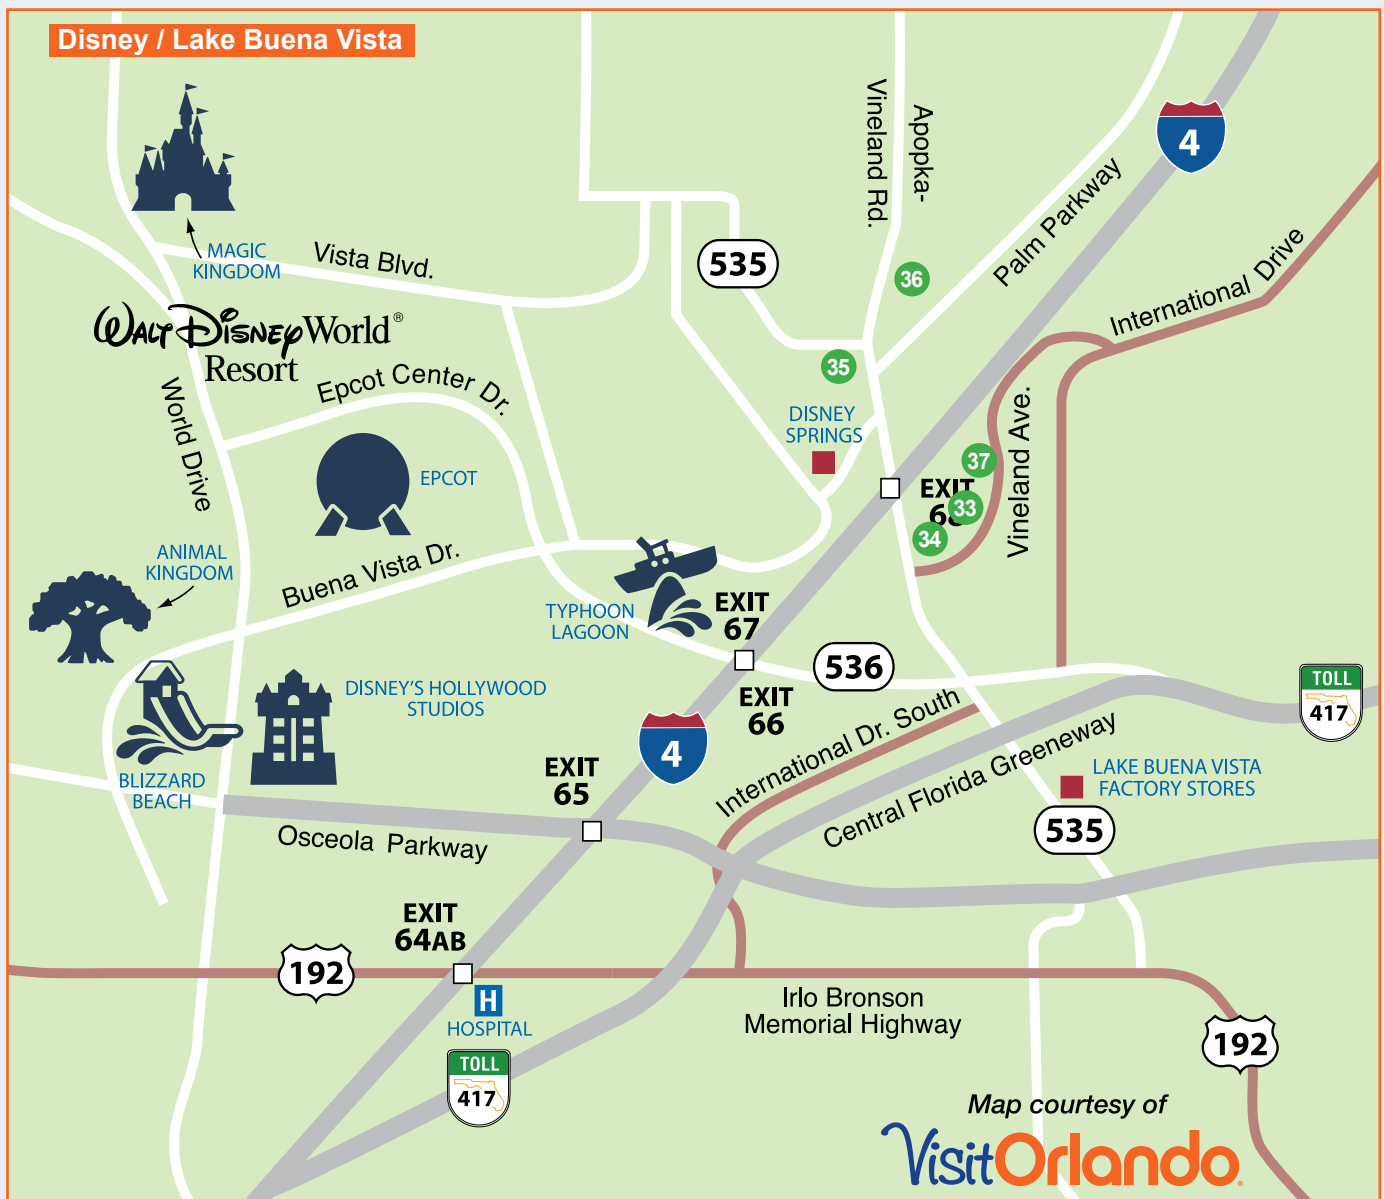 Disney / Lake Buena Vista
Apopka-
Vineland Rd.
4
Palm Parkway
MAGIC
KINGDOM
Vista Blvd.
535
36
International Drive
Walt Disney World®
Resort
Epcot Center Dr.
35
World Drive
DISNEY
SPRINGS
Vineland Ave.
EPCOT
37
EXIT
68
33
34
ANIMAL
KINGDOM
Buena Vista Dr.
TYPHOON
LAGOON
EXIT
67
536
EXIT
66
TOLL
417
DISNEY'S HOLLYWOOD
STUDIOS
International Dr. South
4
Central Florida Greeneway
BLIZZARD
BEACH
EXIT
65
LAKE BUENA VISTA
FACTORY STORES
535
Osceola Parkway
EXIT
64AB
192
H
HOSPITAL
Irlo Bronson
Memorial Highway
192
TOLL
417
Map courtesy of
VisitOrlando®